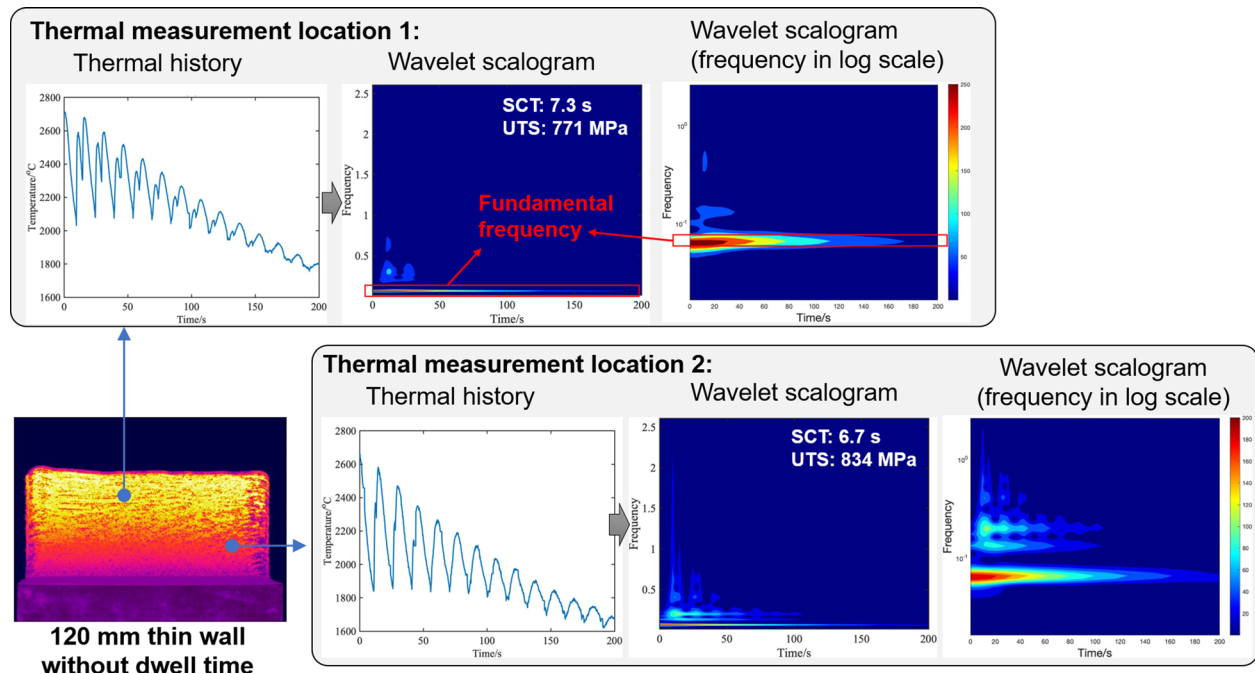 Thermal measurement location 1:
Thermal history
Wavelet scalogram
Wavelet scalogram
(frequency in log scale)
2800
2600
2400
2200
2000
1800
1600
Temperature/°C
0
50
100
150
200
Time/s
2.5
2
1.5
1
0.5
Frequency
SCT: 7.3 s
UTS: 771 MPa
Fundamental
frequency
0
50
100
150
200
Time/s
10⁰
10⁻¹
Frequency
0
20
40
60
80
100
120
140
160
180
200
Time/s
250
200
150
100
50
Thermal measurement location 2:
Thermal history
Wavelet scalogram
Wavelet scalogram
(frequency in log scale)
2800
2600
2400
2200
2000
1800
1600
Temperature/°C
0
50
100
150
200
Time/s
2.5
2
1.5
1
0.5
Frequency
SCT: 6.7 s
UTS: 834 MPa
0
50
100
150
200
Time/s
10⁰
10⁻¹
Frequency
0
20
40
60
80
100
120
140
160
180
200
Time/s
200
180
160
140
120
100
80
60
40
20
0
120 mm thin wall
without dwell time